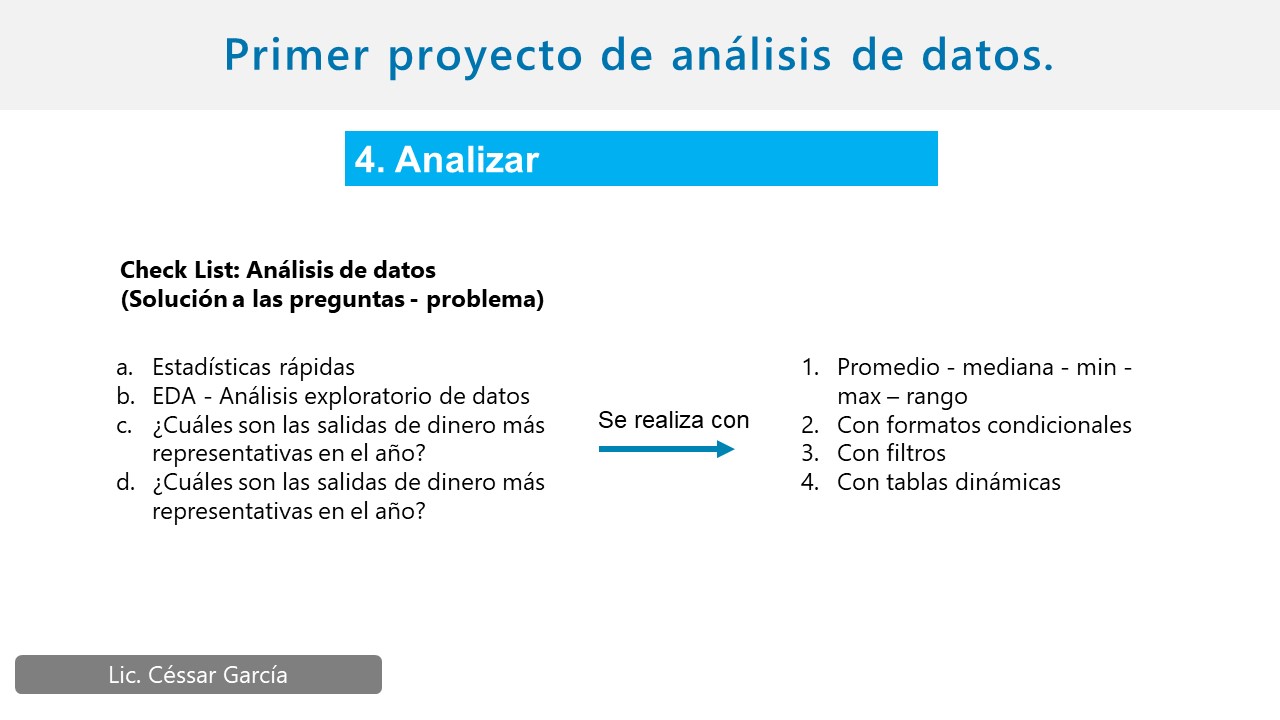 Primer proyecto de análisis de datos.
4. Analizar
Check List: Análisis de datos
(Solución a las preguntas - problema)
a. Estadísticas rápidas
b. EDA - Análisis exploratorio de datos
c. ¿Cuáles son las salidas de dinero más
representativas en el año?
d. ¿Cuáles son las salidas de dinero más
representativas en el año?
Se realiza con
1. Promedio - mediana - min -
max – rango
2. Con formatos condicionales
3. Con filtros
4. Con tablas dinámicas
Lic. Céssar García